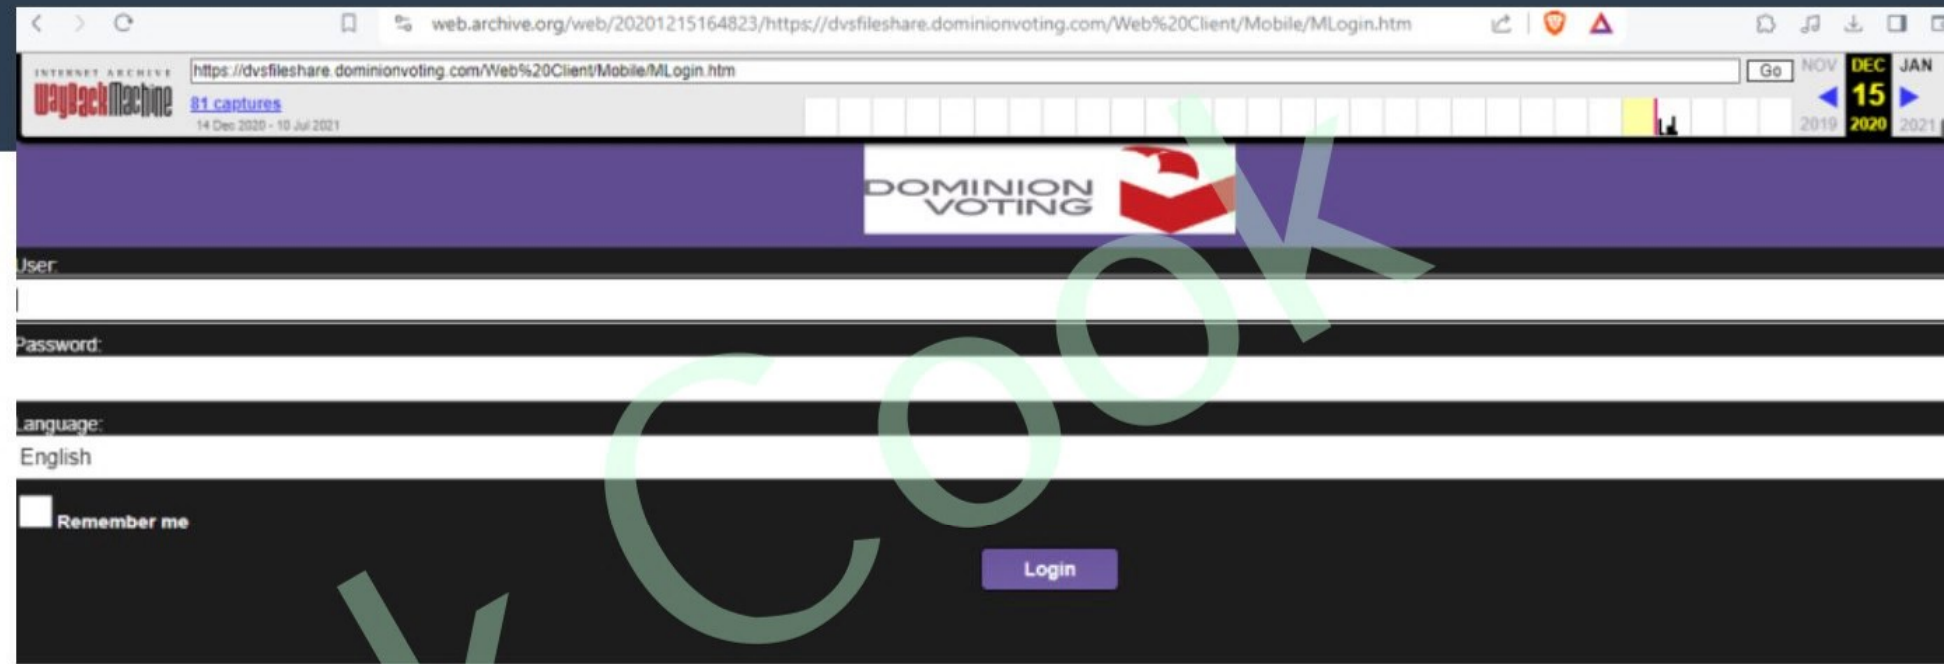 web.archive.org/web/20201215164823/https://dvsfileshare.dominionvoting.com/Web%20Client/Mobile/MLogin.htm
INTERNET ARCHIVE
WayBackMachine
https://dvsfileshare.dominionvoting.com/Web%20Client/Mobile/MLogin.htm
Go
NOV DEC JAN
81 captures
15
14 Dec 2020 - 10 Jul 2021
2019 2020 2021
DOMINION
VOTING
User:
Password:
Language:
English
Remember me
Login
k Cook